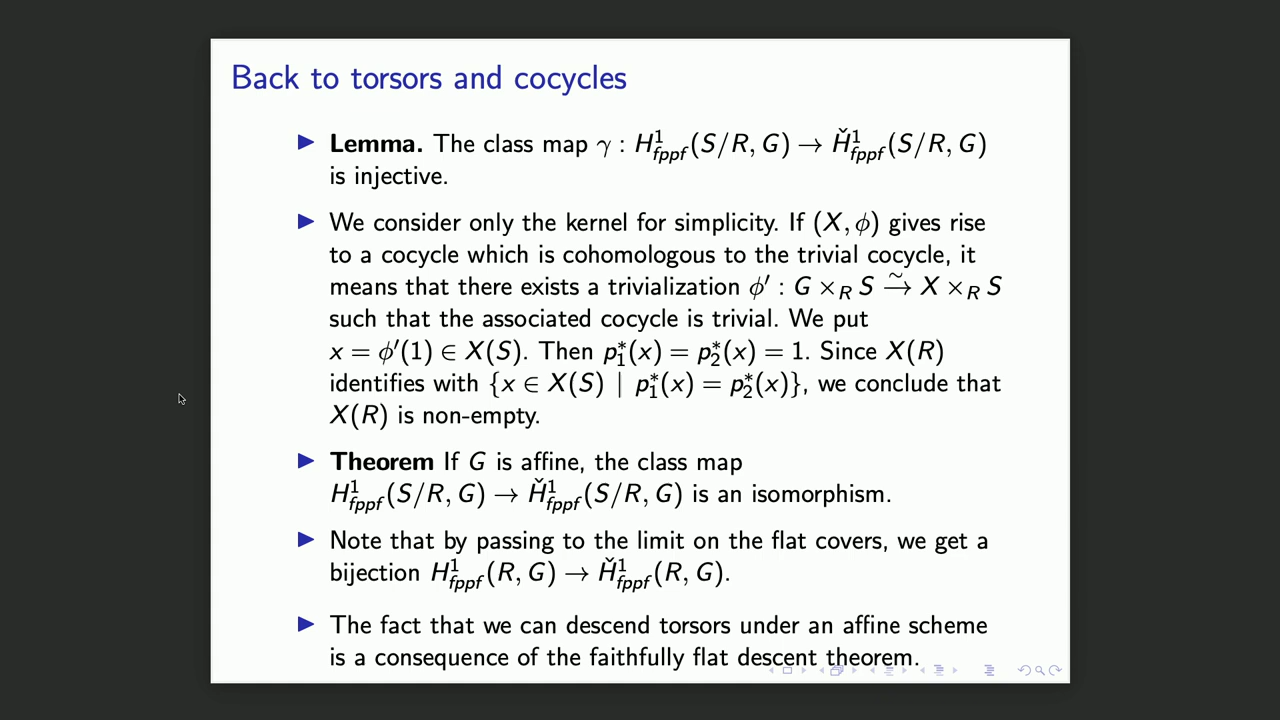 Back to torsors and cocycles
▶ Lemma. The class map γ : H¹_fppf(S/R, G) → Ȟ¹_fppf(S/R, G)
is injective.
▶ We consider only the kernel for simplicity. If (X, ϕ) gives rise
to a cocycle which is cohomologous to the trivial cocycle, it
means that there exists a trivialization ϕ′ : G ×_R S ⥲ X ×_R S
such that the associated cocycle is trivial. We put
x = ϕ′(1) ∈ X(S). Then p₁*(x) = p₂*(x) = 1. Since X(R)
identifies with {x ∈ X(S) | p₁*(x) = p₂*(x)}, we conclude that
X(R) is non-empty.
▶ Theorem If G is affine, the class map
H¹_fppf(S/R, G) → Ȟ¹_fppf(S/R, G) is an isomorphism.
▶ Note that by passing to the limit on the flat covers, we get a
bijection H¹_fppf(R, G) → Ȟ¹_fppf(R, G).
▶ The fact that we can descend torsors under an affine scheme
is a consequence of the faithfully flat descent theorem.